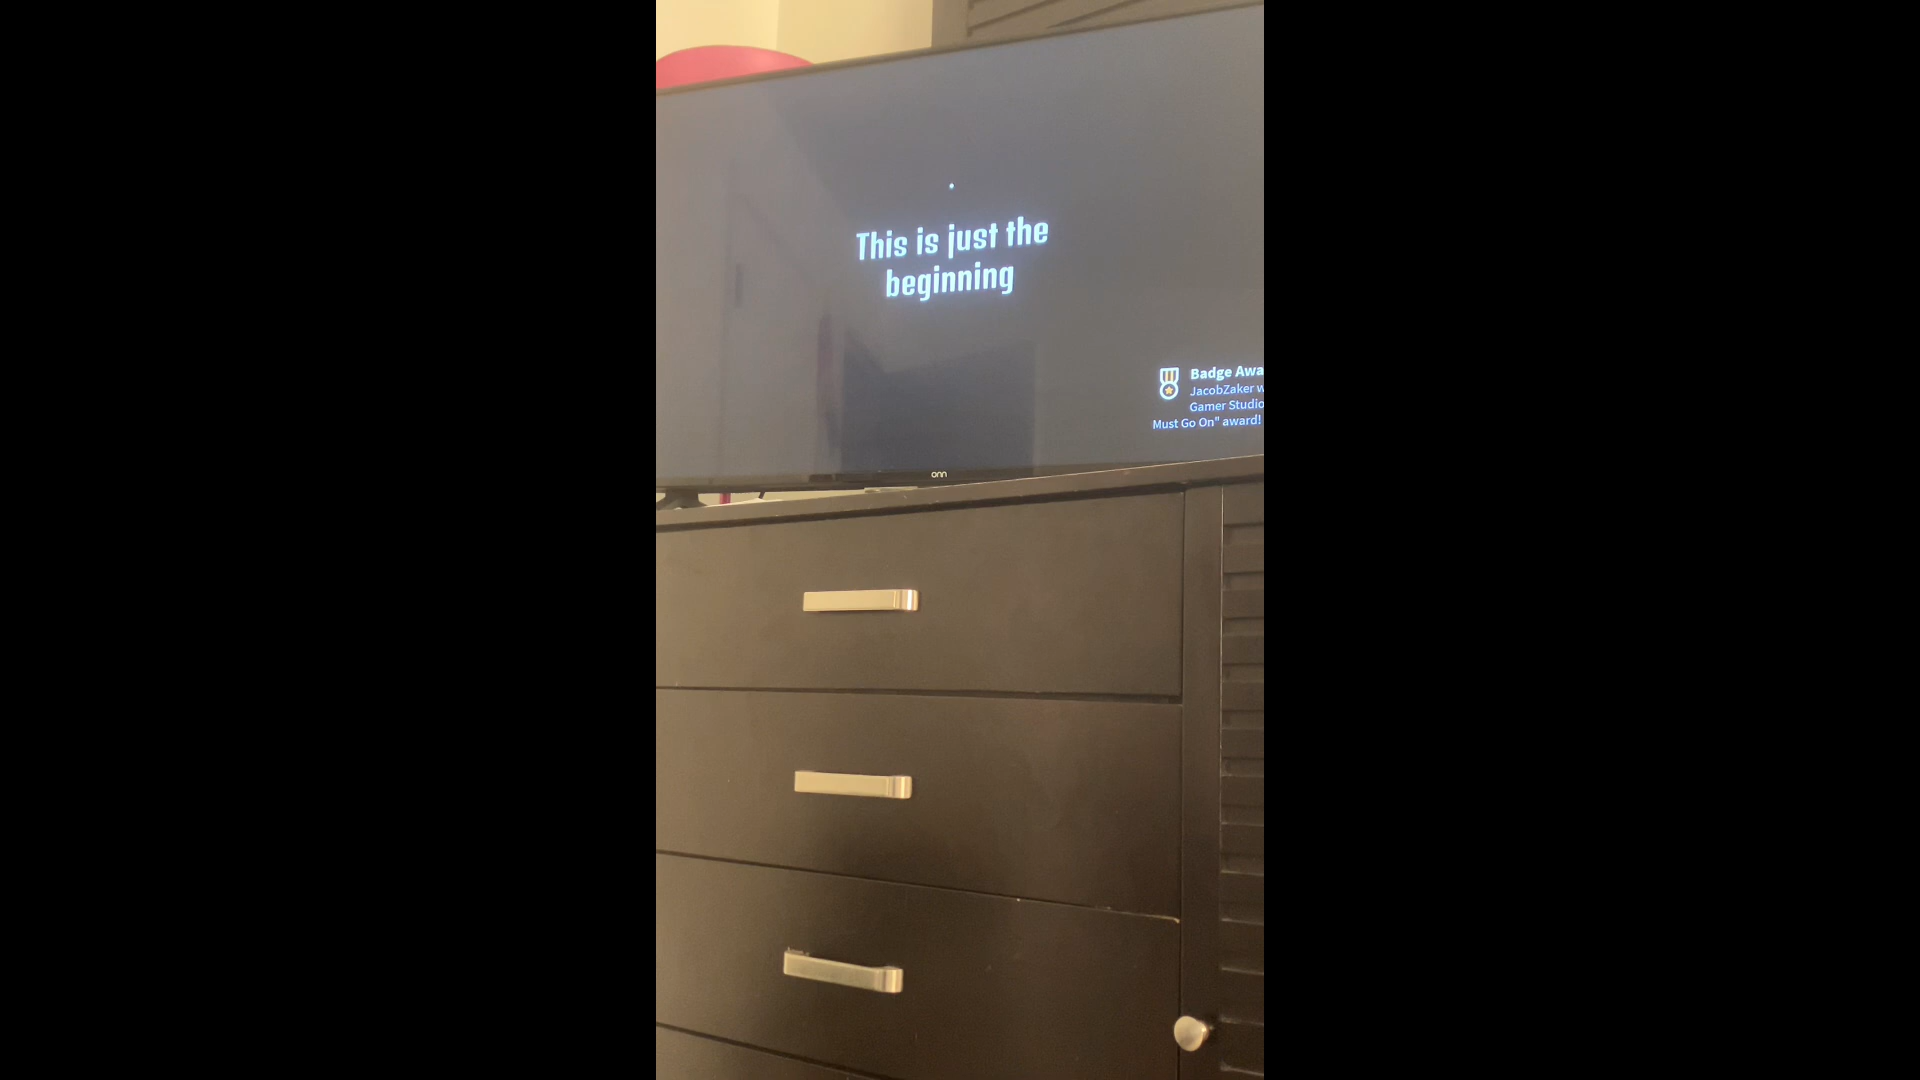 This is just the
beginning
Badge Awa
JacobZaker w
Gamer Studio
Must Go On" award!
onn